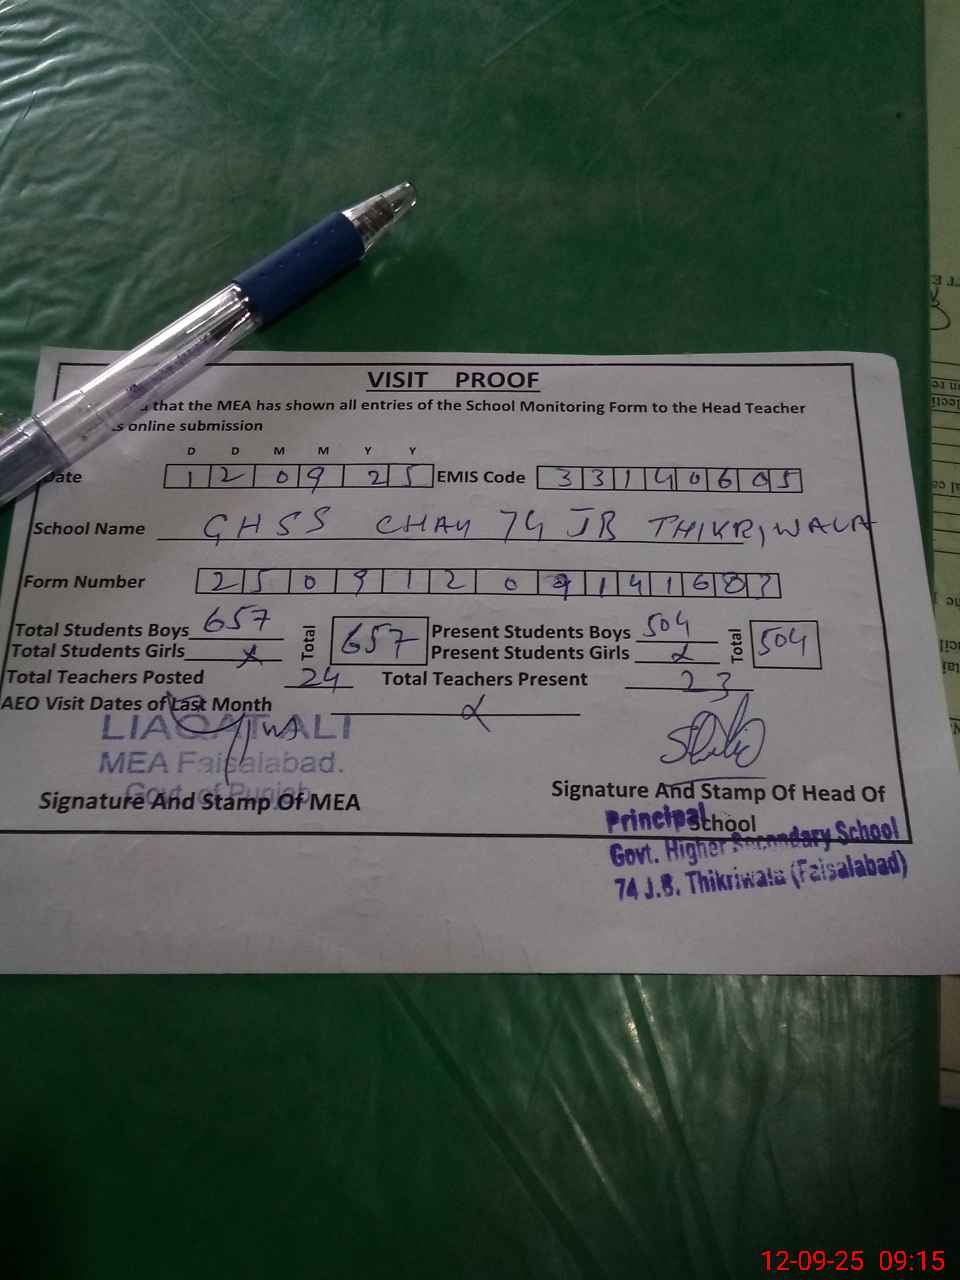 VISIT PROOF
that the MEA has shown all entries of the School Monitoring Form to the Head Teacher
online submission
D D M M Y Y
Date 1 2 0 9 2 5 EMIS Code 3 3 1 4 0 6 0 5
School Name GHSS CHAK 74 JB THIKRIWALA
Form Number 2 5 0 9 1 2 0 9 1 4 1 6 8 3
Total Students Boys 657 Total 657 Present Students Boys 504 Total 504
Total Students Girls x Present Students Girls x
Total Teachers Posted 24 Total Teachers Present 23
AEO Visit Dates of Last Month x
LIAQAT ALI
MEA Faisalabad.
Govt. of Punjab
Signature And Stamp Of MEA
Signature And Stamp Of Head Of School
Principal
Govt. Higher Secondary School
74 J.B. Thikriwala (Faisalabad)
12-09-25 09:15